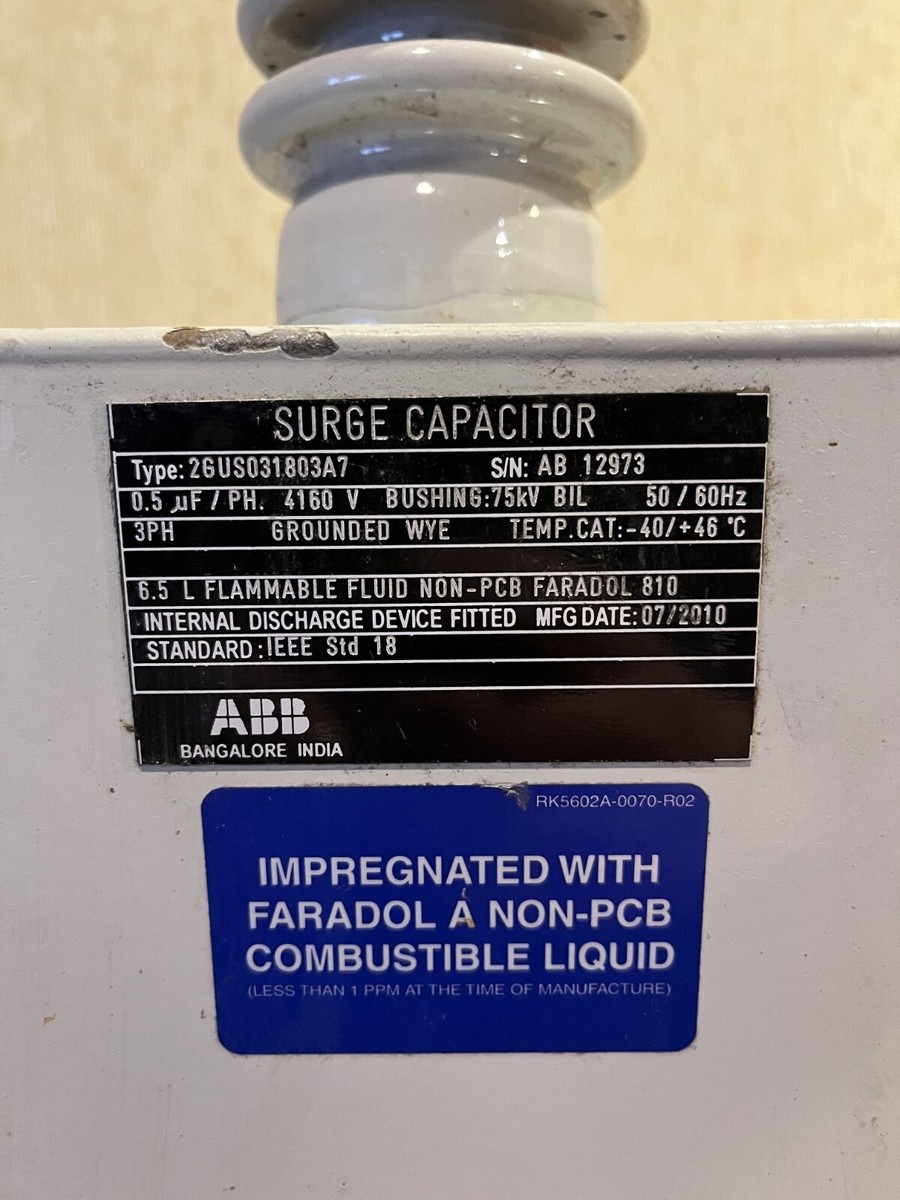 SURGE CAPACITOR
Type: 2GUS031803A7 S/N: AB 12973
0.5 µF / PH. 4160 V BUSHING:75kV BIL 50 / 60Hz
3PH GROUNDED WYE TEMP.CAT:-40/+46 °C
6.5 L FLAMMABLE FLUID NON-PCB FARADOL 810
INTERNAL DISCHARGE DEVICE FITTED MFG DATE: 07/2010
STANDARD : IEEE Std 18
ABB
BANGALORE INDIA
RK5602A-0070-R02
IMPREGNATED WITH
FARADOL A NON-PCB
COMBUSTIBLE LIQUID
(LESS THAN 1 PPM AT THE TIME OF MANUFACTURE)